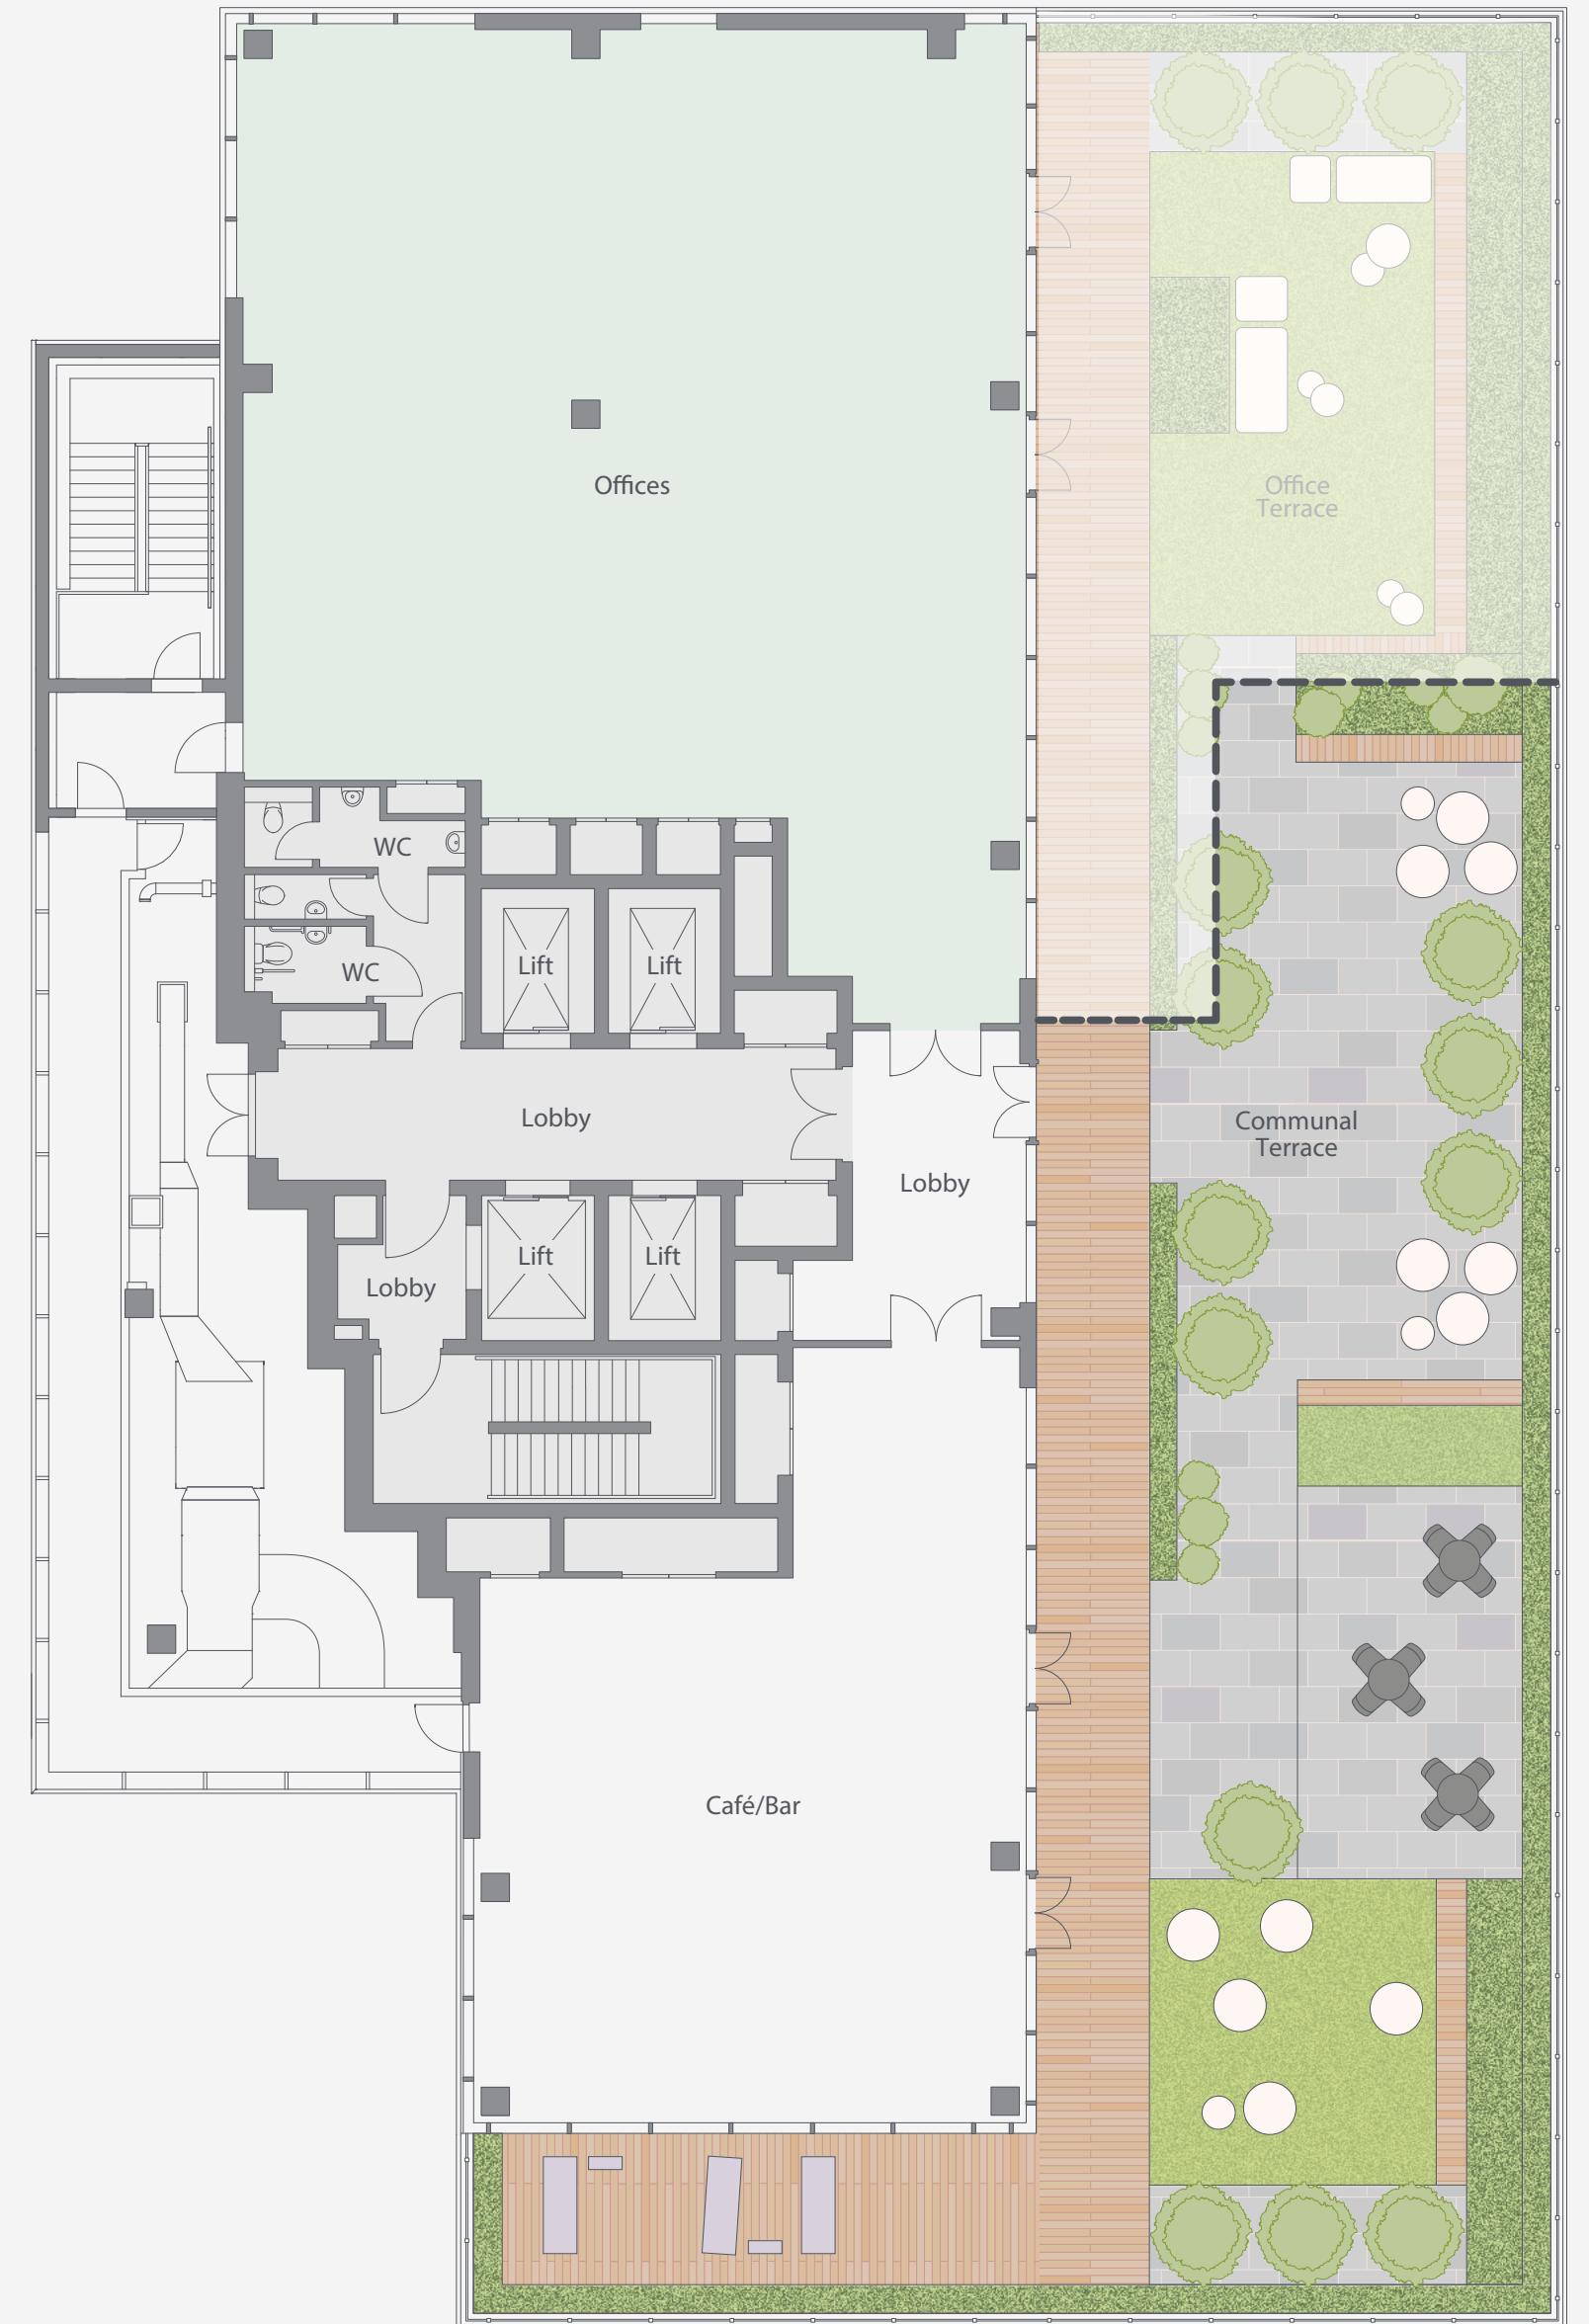 Offices
Office
Terrace
WC
WC
Lift
Lift
Lobby
Communal
Terrace
Lobby
Lift
Lift
Lobby
Café/Bar